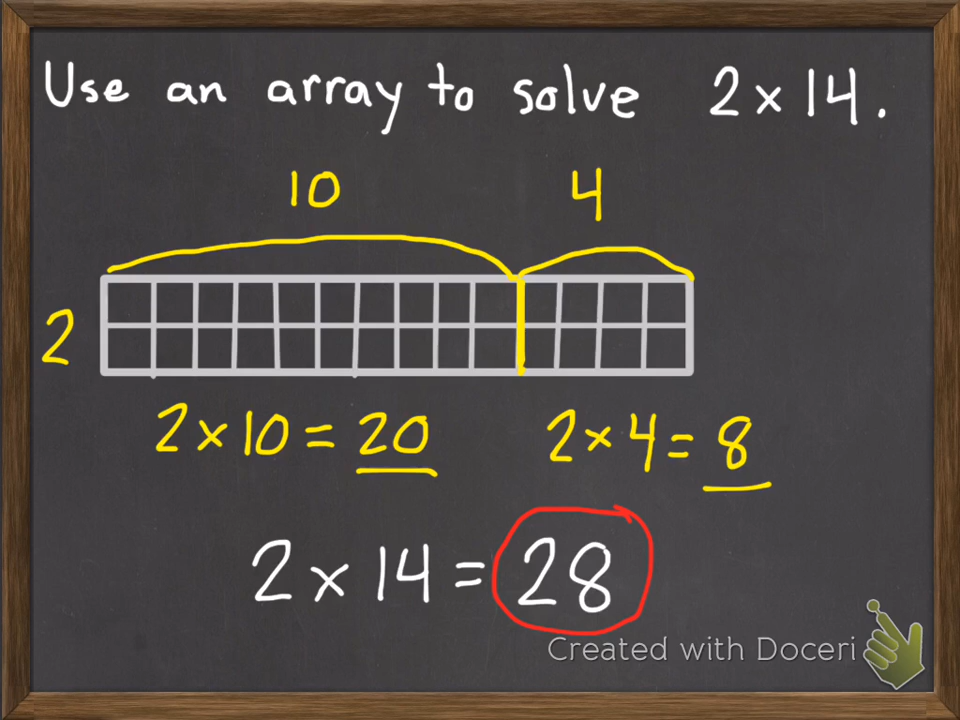 Use an array to solve 2 × 14.
10 4
2
2 × 10 = 20 2 × 4 = 8
2 × 14 = 28
Created with Doceri